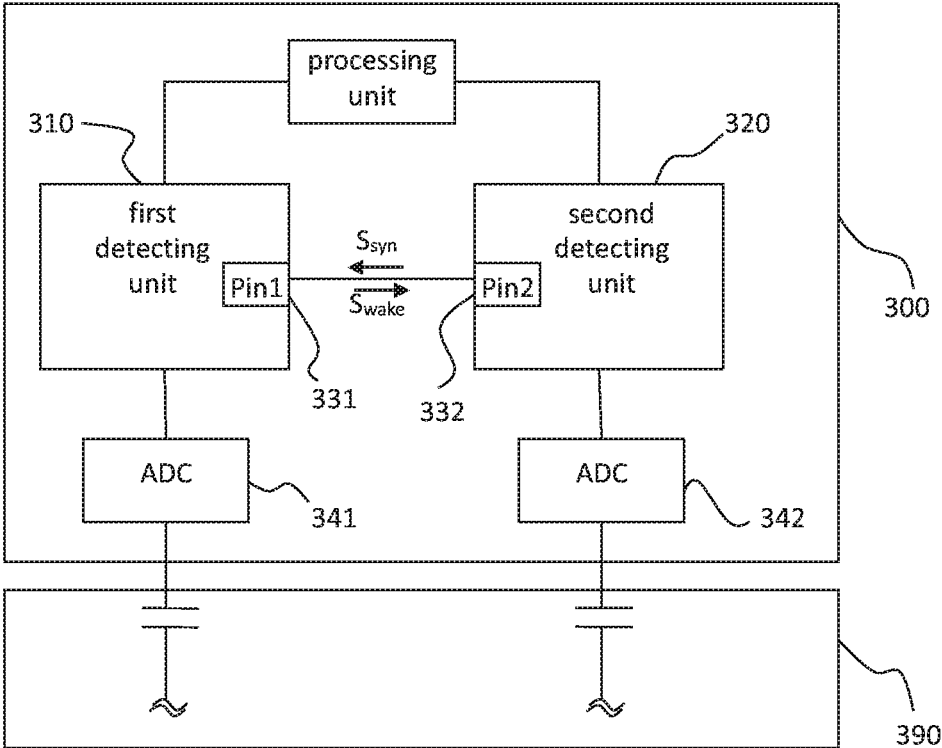 processing
unit
310
320
first
detecting
unit
second
detecting
unit
Ssyn
Pin1
Pin2
Swake
300
331
332
ADC
ADC
341
342
390